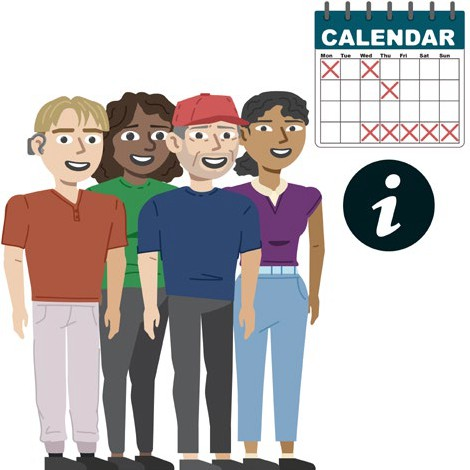 CALENDAR
Mon Tue Wed Thu Fri Sat Sun
i